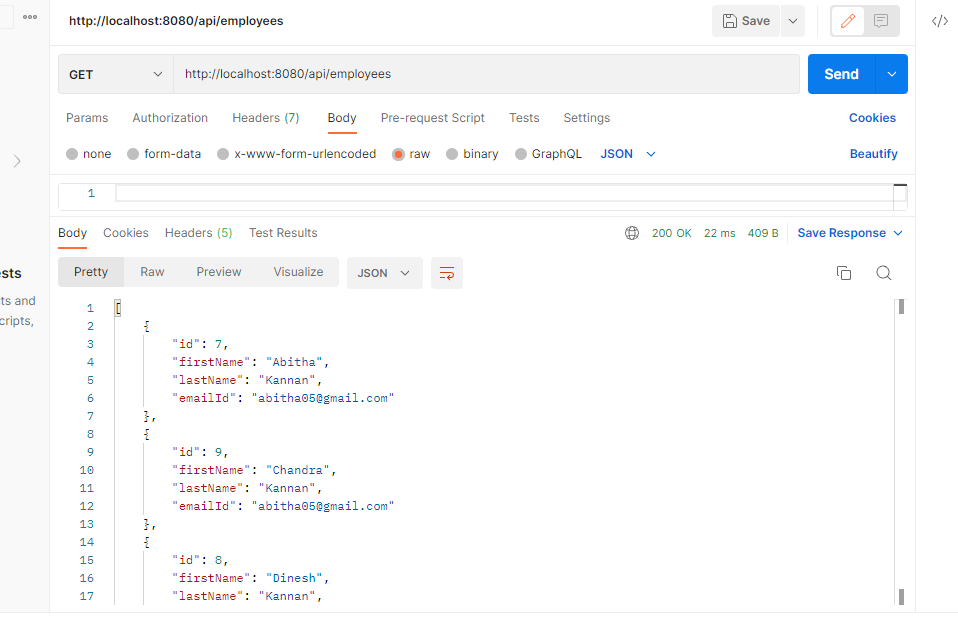 http://localhost:8080/api/employees
Save
GET
http://localhost:8080/api/employees
Send
Params Authorization Headers (7) Body Pre-request Script Tests Settings Cookies
none form-data x-www-form-urlencoded raw binary GraphQL JSON Beautify
1
Body Cookies Headers (5) Test Results 200 OK 22 ms 409 B Save Response
Pretty Raw Preview Visualize JSON
ests
ts and
cripts,
1 [
2 {
3 "id": 7,
4 "firstName": "Abitha",
5 "lastName": "Kannan",
6 "emailId": "abitha05@gmail.com"
7 },
8 {
9 "id": 9,
10 "firstName": "Chandra",
11 "lastName": "Kannan",
12 "emailId": "abitha05@gmail.com"
13 },
14 {
15 "id": 8,
16 "firstName": "Dinesh",
17 "lastName": "Kannan",